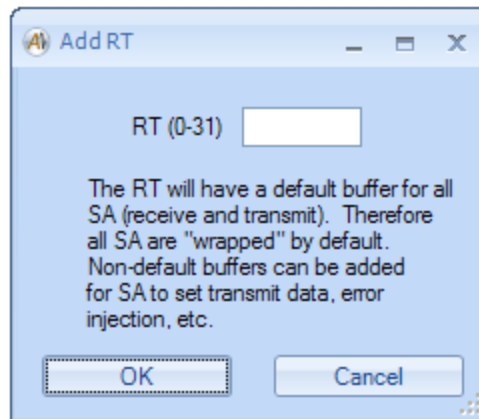 Add RT
RT (0-31)
The RT will have a default buffer for all
SA (receive and transmit). Therefore
all SA are "wrapped" by default.
Non-default buffers can be added
for SA to set transmit data, error
injection, etc.
OK Cancel